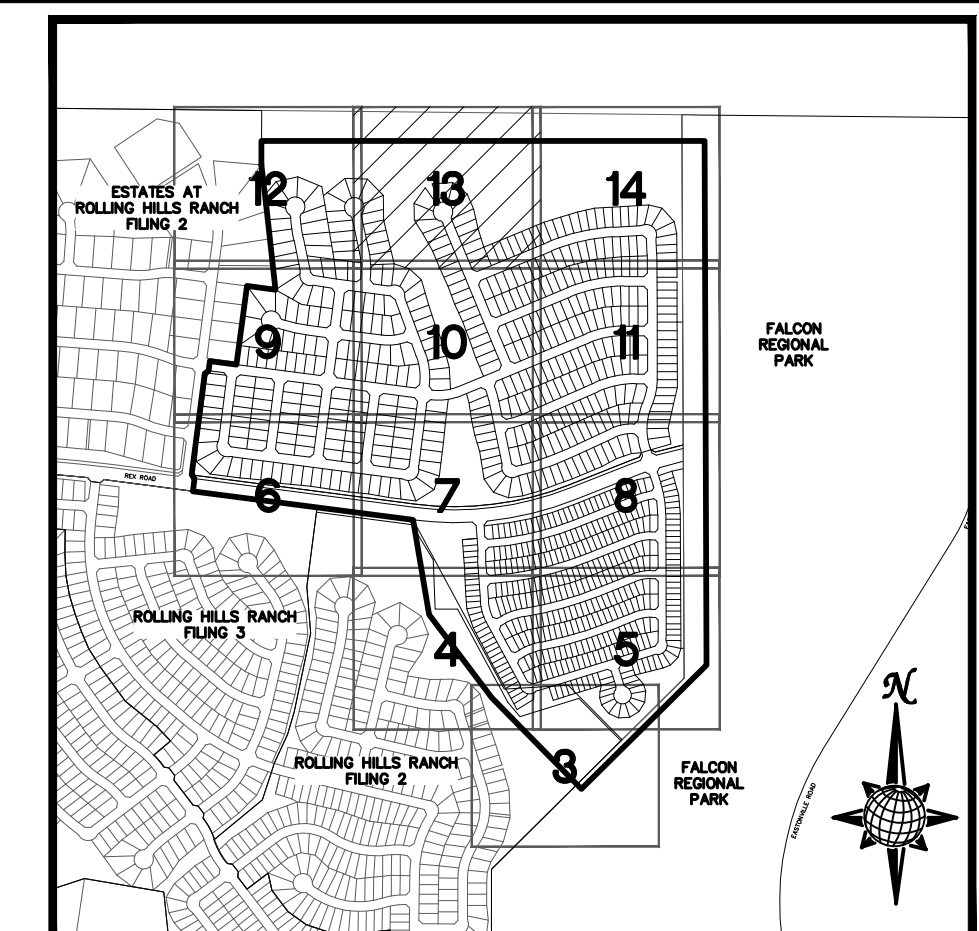 12
13
14
ESTATES AT
ROLLING HILLS RANCH
FILING 2
9
10
11
FALCON
REGIONAL
PARK
REX ROAD
6
7
8
ROLLING HILLS RANCH
FILING 3
4
5
N
ROLLING HILLS RANCH
FILING 2
3
FALCON
REGIONAL
PARK
EASTONVILLE ROAD